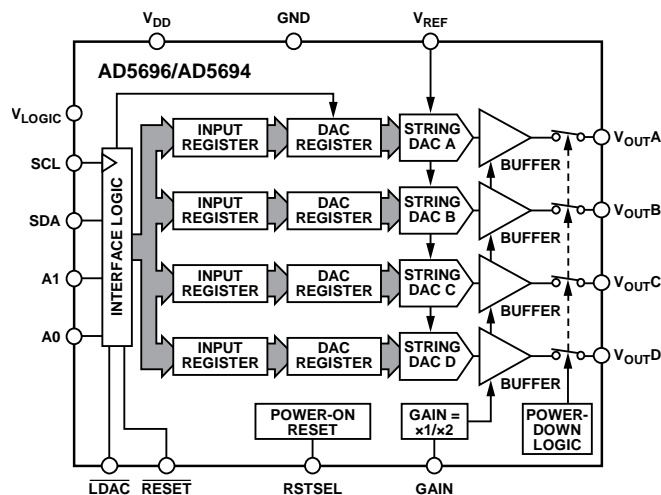 VDD
GND
VREF
AD5696/AD5694
VLOGIC
SCL
SDA
A1
A0
INTERFACE LOGIC
INPUT
REGISTER
DAC
REGISTER
STRING
DAC A
BUFFER
VOUTA
INPUT
REGISTER
DAC
REGISTER
STRING
DAC B
BUFFER
VOUTB
INPUT
REGISTER
DAC
REGISTER
STRING
DAC C
BUFFER
VOUTC
INPUT
REGISTER
DAC
REGISTER
STRING
DAC D
BUFFER
VOUTD
POWER-ON
RESET
GAIN =
×1/×2
POWER-
DOWN
LOGIC
LDAC
RESET
RSTSEL
GAIN